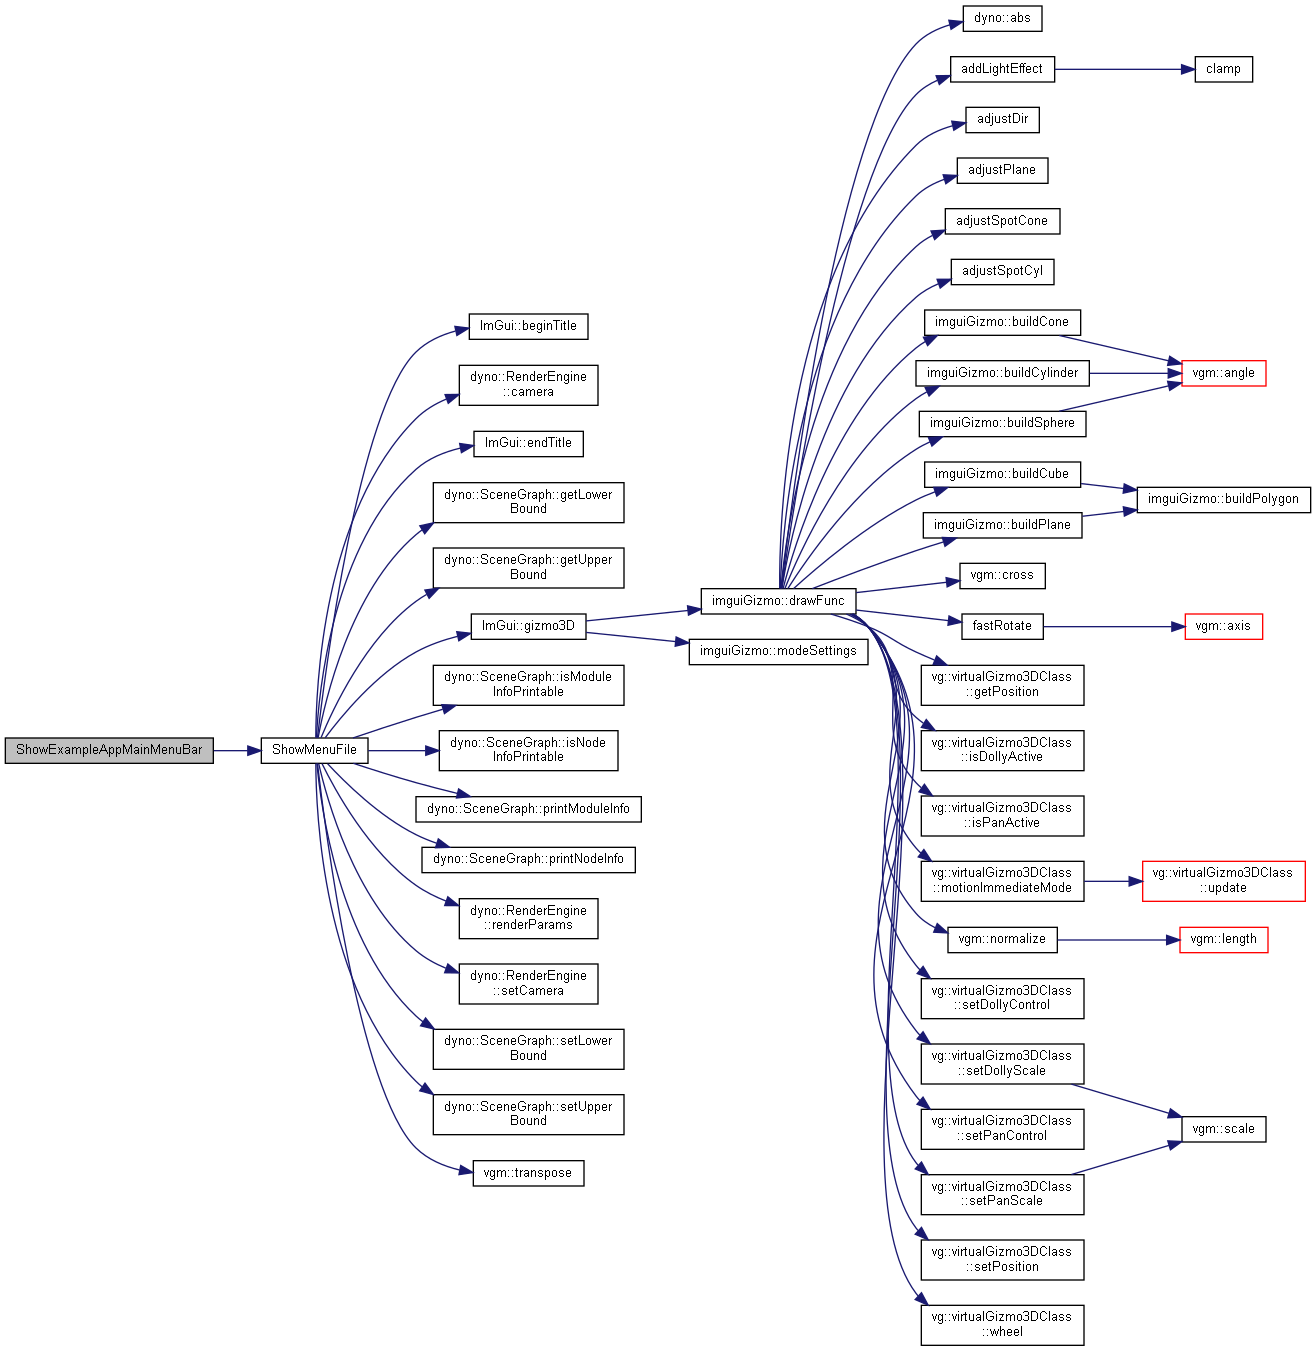 ShowExampleAppMainMenuBar
ShowMenuFile
ImGui::beginTitle
dyno::RenderEngine
::camera
ImGui::endTitle
dyno::SceneGraph::getLower
Bound
dyno::SceneGraph::getUpper
Bound
ImGui::gizmo3D
dyno::SceneGraph::isModule
InfoPrintable
dyno::SceneGraph::isNode
InfoPrintable
dyno::SceneGraph::printModuleInfo
dyno::SceneGraph::printNodeInfo
dyno::RenderEngine
::renderParams
dyno::RenderEngine
::setCamera
dyno::SceneGraph::setLower
Bound
dyno::SceneGraph::setUpper
Bound
vgm::transpose
imguiGizmo::drawFunc
imguiGizmo::modeSettings
dyno::abs
addLightEffect
adjustDir
adjustPlane
adjustSpotCone
adjustSpotCyl
imguiGizmo::buildCone
imguiGizmo::buildCylinder
imguiGizmo::buildSphere
imguiGizmo::buildCube
imguiGizmo::buildPlane
vgm::cross
fastRotate
vg::virtualGizmo3DClass
::getPosition
vg::virtualGizmo3DClass
::isDollyActive
vg::virtualGizmo3DClass
::isPanActive
vg::virtualGizmo3DClass
::motionImmediateMode
vgm::normalize
vg::virtualGizmo3DClass
::setDollyControl
vg::virtualGizmo3DClass
::setDollyScale
vg::virtualGizmo3DClass
::setPanControl
vg::virtualGizmo3DClass
::setPanScale
vg::virtualGizmo3DClass
::setPosition
vg::virtualGizmo3DClass
::wheel
clamp
vgm::angle
imguiGizmo::buildPolygon
vgm::axis
vg::virtualGizmo3DClass
::update
vgm::length
vgm::scale